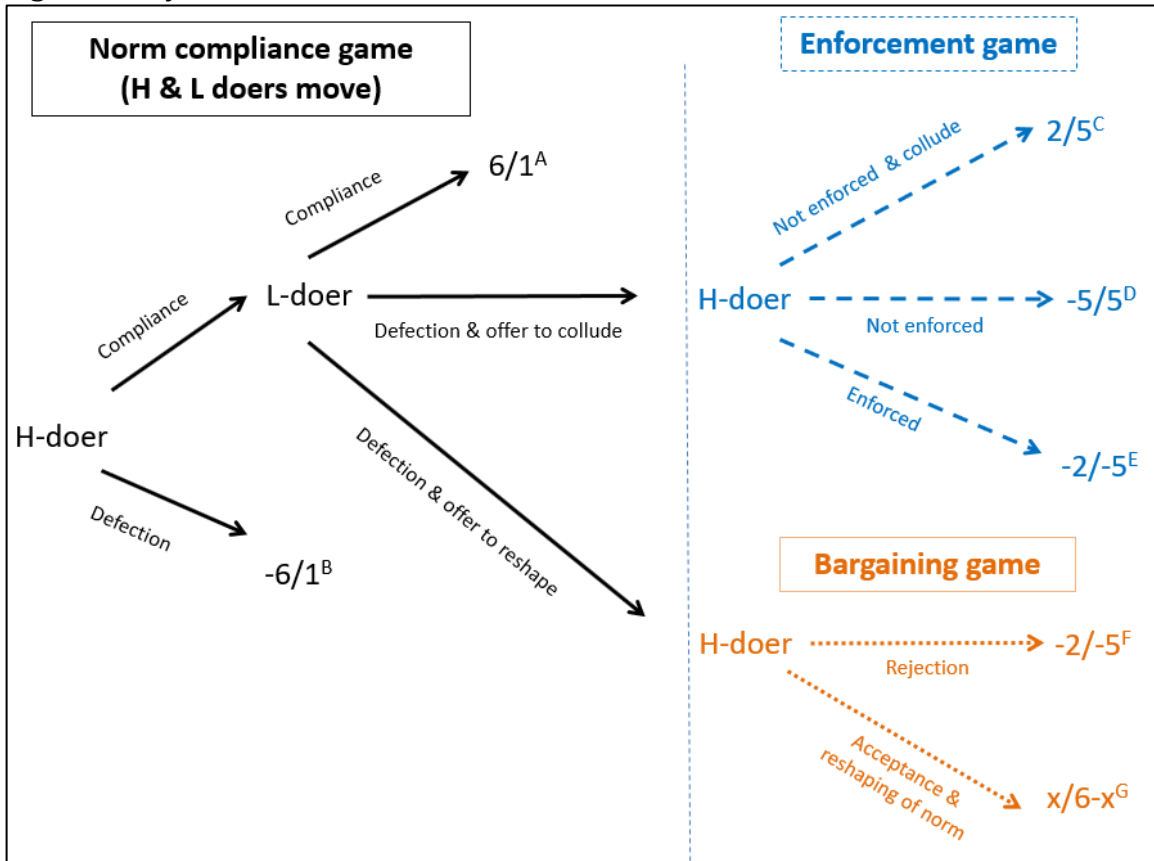 Norm compliance game
(H & L doers move)
Enforcement game
6/1ᴬ
Compliance
L-doer
Defection & offer to collude
Compliance
H-doer
Defection
-6/1ᴮ
Defection & offer to reshape
2/5ᶜ
Not enforced & collude
H-doer
-5/5ᴰ
Not enforced
Enforced
-2/-5ᴱ
Bargaining game
H-doer
-2/-5ᶠ
Rejection
Acceptance &
reshaping of norm
x/6-xᴳ